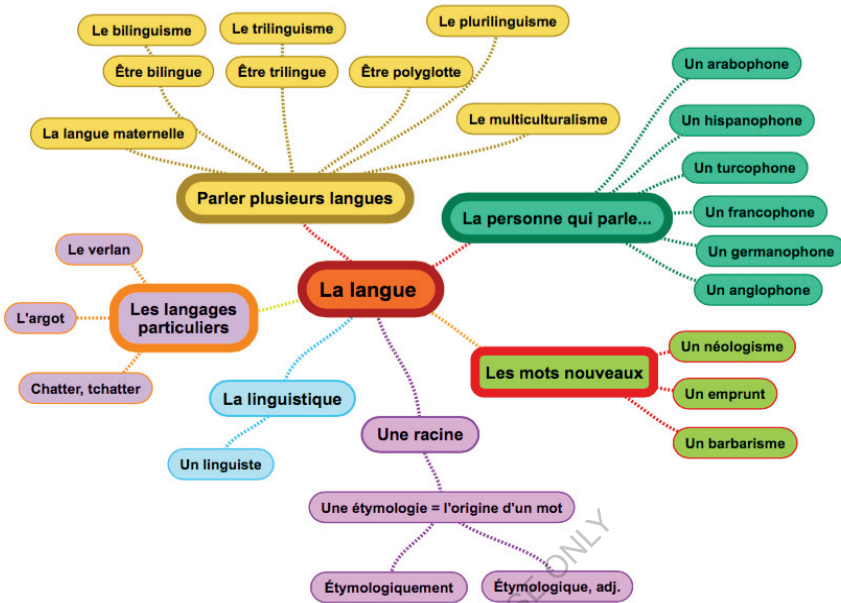 Le bilinguisme
Le trilinguisme
Le plurilinguisme
Être bilingue
Être trilingue
Être polyglotte
La langue maternelle
Le multiculturalisme
Parler plusieurs langues
Un arabophone
Un hispanophone
Un turcophone
Un francophone
Un germanophone
Un anglophone
La personne qui parle...
La langue
Le verlan
L'argot
Chatter, tchatter
Les langages
particuliers
La linguistique
Un linguiste
Les mots nouveaux
Un néologisme
Un emprunt
Un barbarisme
Une racine
Une étymologie = l'origine d'un mot
Étymologiquement
Étymologique, adj.
ONLY